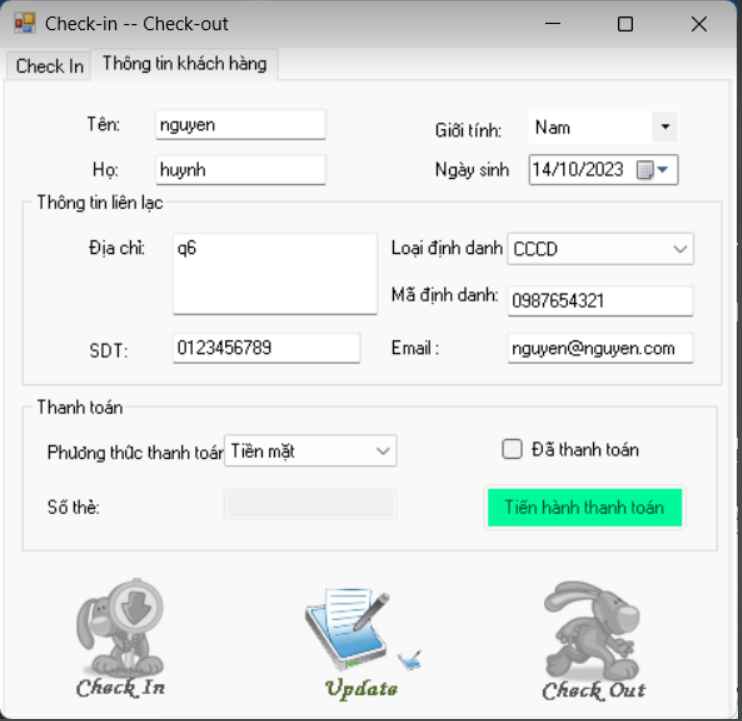 Check-in -- Check-out
Check In Thông tin khách hàng
Tên: nguyen Giới tính: Nam
Họ: huynh Ngày sinh 14/10/2023
Thông tin liên lạc
Địa chỉ: q6 Loại định danh CCCD
Mã định danh: 0987654321
SDT: 0123456789 Email : nguyen@nguyen.com
Thanh toán
Phương thức thanh toán Tiền mặt Đã thanh toán
Số thẻ: Tiến hành thanh toán
Check In Update Check Out